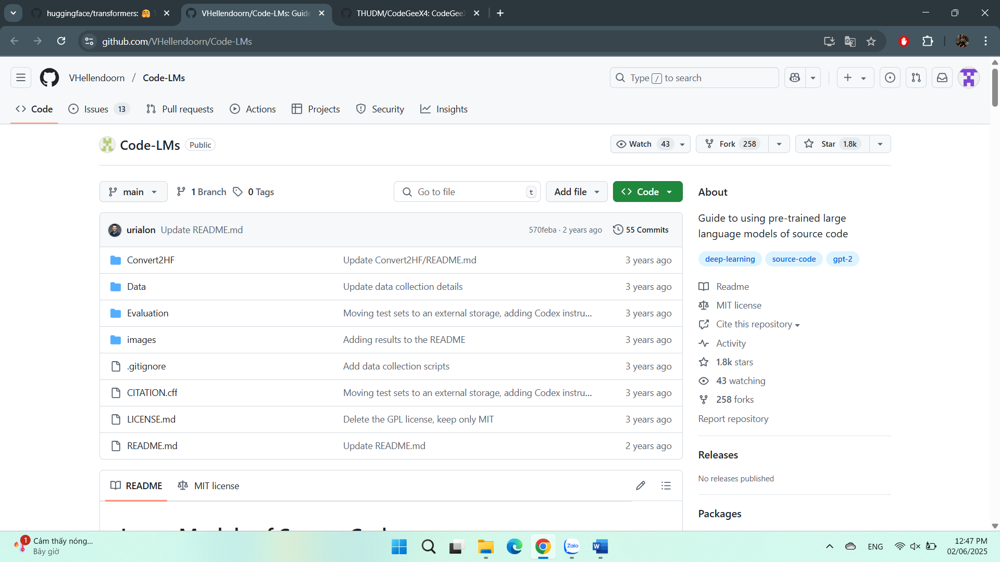 huggingface/transformers: 🤗
VHellendoorn/Code-LMs: Guide
THUDM/CodeGeeX4: CodeGee
github.com/VHellendoorn/Code-LMs
VHellendoorn / Code-LMs
Type / to search
Code
Issues 13
Pull requests
Actions
Projects
Security
Insights
Code-LMs Public
Watch 43
Fork 258
Star 1.8k
main
1 Branch
0 Tags
Go to file t
Add file
Code
urialon Update README.md 570feba · 2 years ago 55 Commits
Convert2HF Update Convert2HF/README.md 3 years ago
Data Update data collection details 3 years ago
Evaluation Moving test sets to an external storage, adding Codex instru... 3 years ago
images Adding results to the README 3 years ago
.gitignore Add data collection scripts 3 years ago
CITATION.cff Moving test sets to an external storage, adding Codex instru... 3 years ago
LICENSE.md Delete the GPL license, keep only MIT 3 years ago
README.md Update README.md 2 years ago
README
MIT license
About
Guide to using pre-trained large
language models of source code
deep-learning source-code gpt-2
Readme
MIT license
Cite this repository
Activity
1.8k stars
43 watching
258 forks
Report repository
Releases
No releases published
Packages
1
Cảm thấy nóng...
Bây giờ
Zalo
W
ENG
12:47 PM
02/06/2025